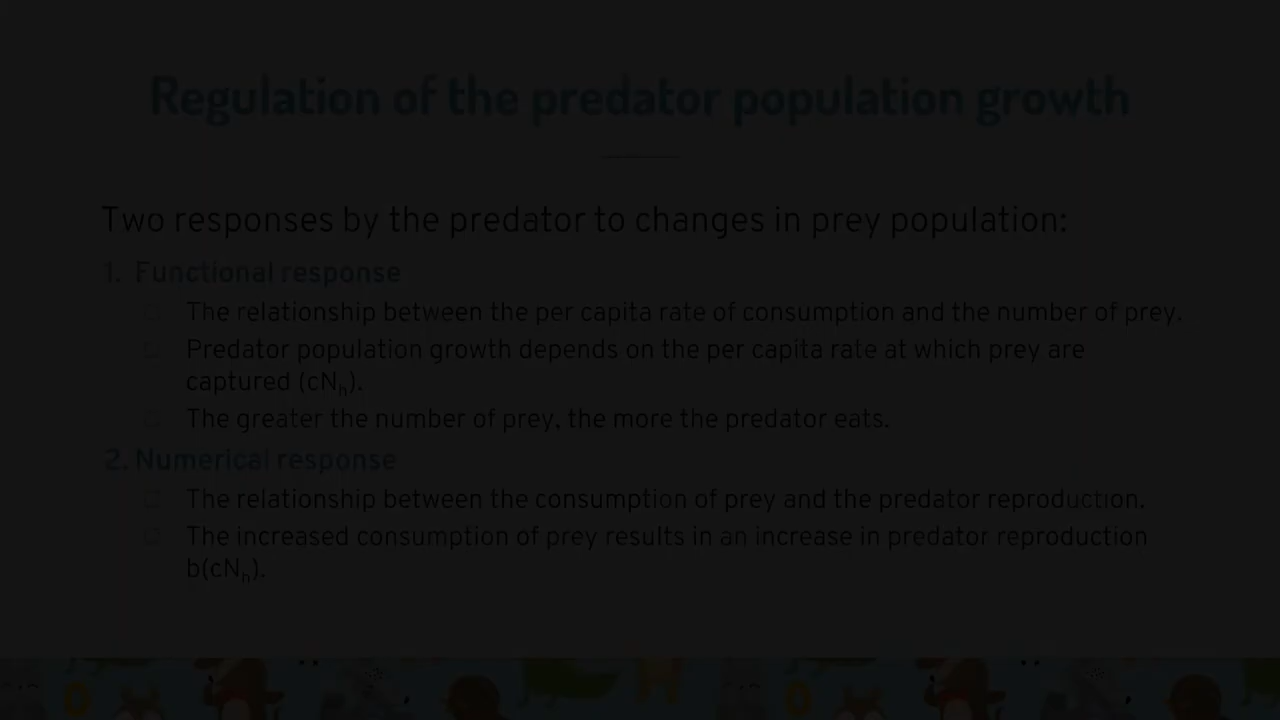 Regulation of the predator population growth
Two responses by the predator to changes in prey population:
1. Functional response
The relationship between the per capita rate of consumption and the number of prey.
Predator population growth depends on the per capita rate at which prey are
captured (cNₕ).
The greater the number of prey, the more the predator eats.
2. Numerical response
The relationship between the consumption of prey and the predator reproduction.
The increased consumption of prey results in an increase in predator reproduction
b(cNₕ).